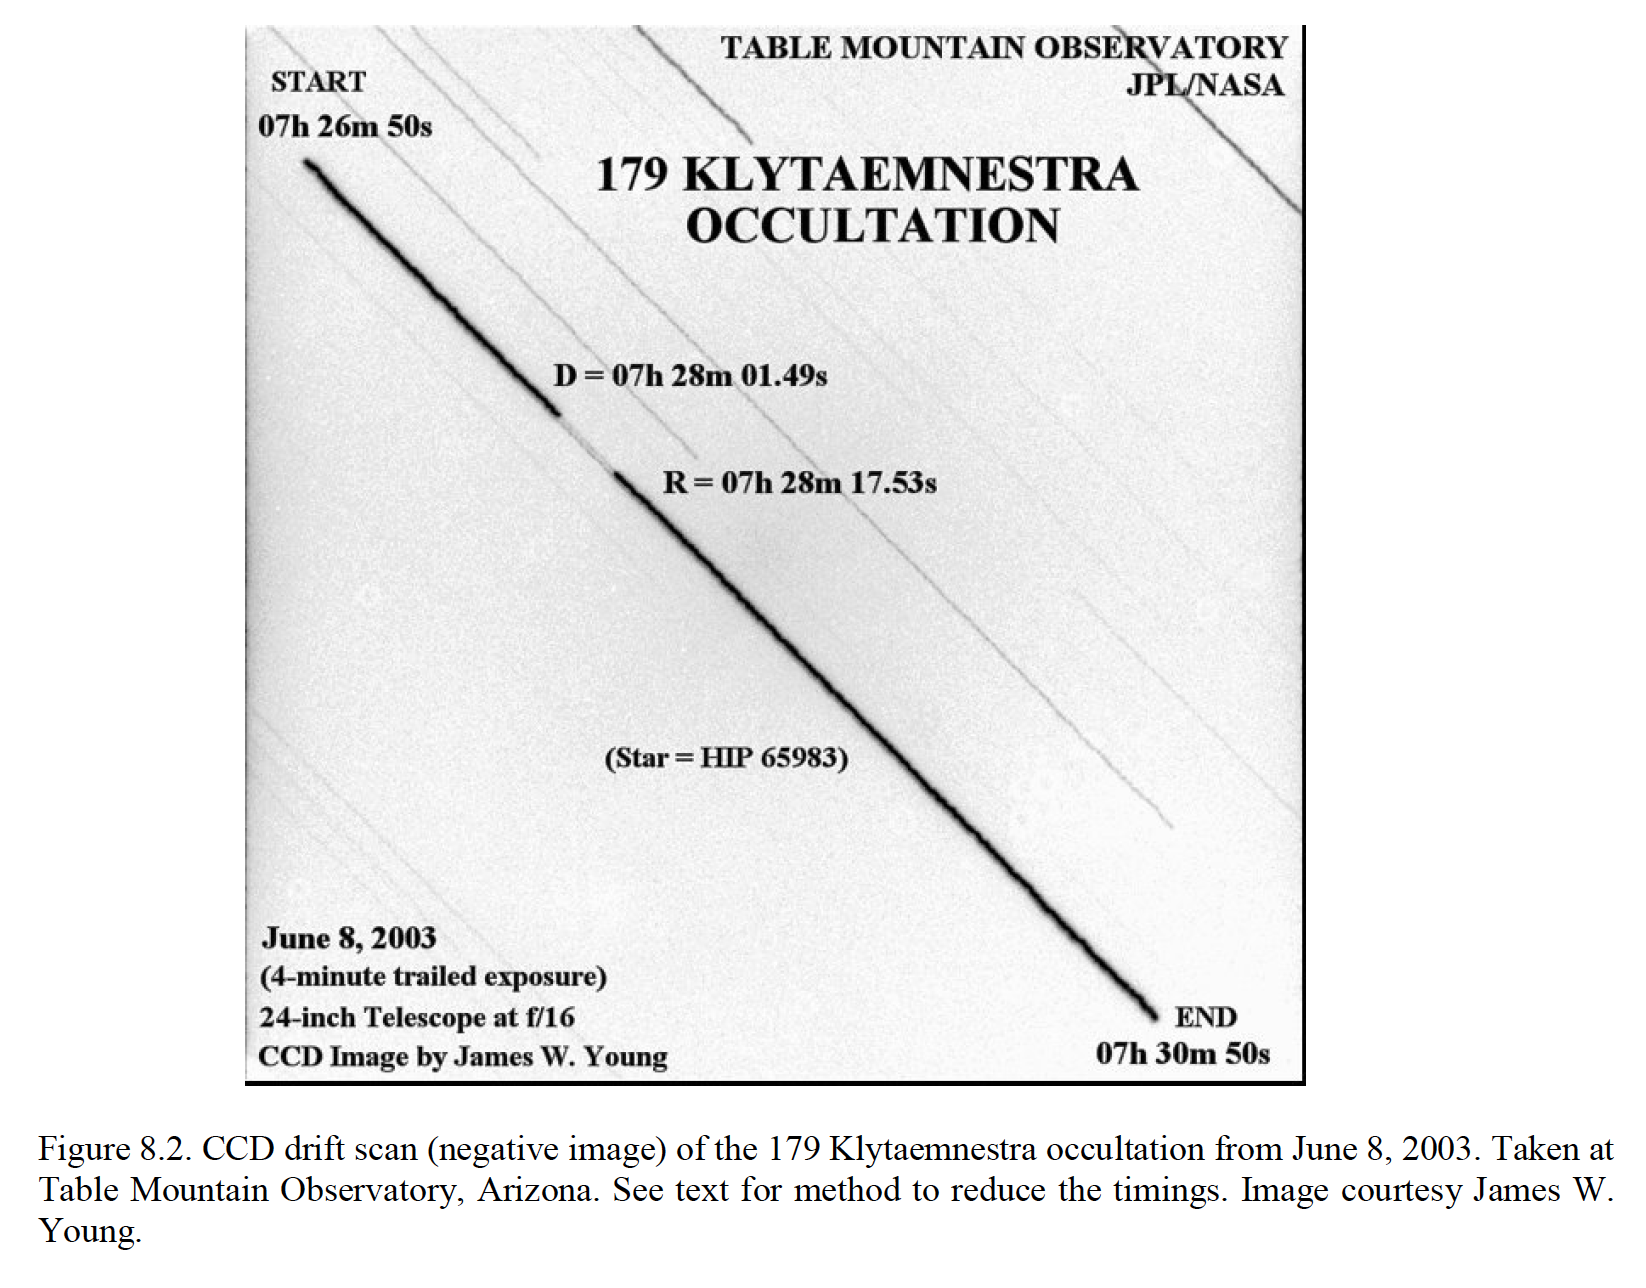 TABLE MOUNTAIN OBSERVATORY
JPL/NASA
START
07h 26m 50s
179 KLYTAEMNESTRA
OCCULTATION
D = 07h 28m 01.49s
R = 07h 28m 17.53s
(Star = HIP 65983)
June 8, 2003
(4-minute trailed exposure)
24-inch Telescope at f/16
CCD Image by James W. Young
END
07h 30m 50s
Figure 8.2. CCD drift scan (negative image) of the 179 Klytaemnestra occultation from June 8, 2003. Taken at
Table Mountain Observatory, Arizona. See text for method to reduce the timings. Image courtesy James W.
Young.